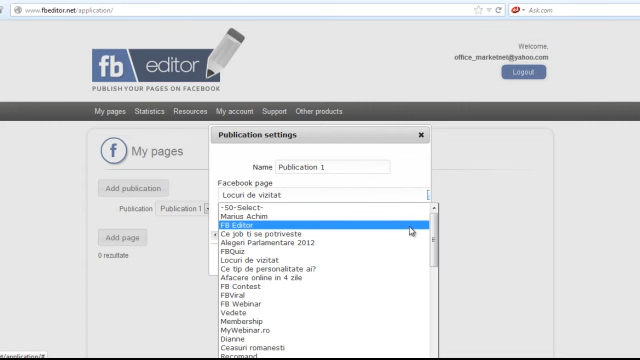 www.fbeditor.net/application/
Ask.com
fb editor
PUBLISH YOUR PAGES ON FACEBOOK
Welcome,
office_marketnet@yahoo.com
Logout
My pages Statistics Resources My account Support Other products
f My pages
Publication settings
Name Publication 1
Facebook page
Locuri de vizitat
Add publication
Publication Publication 1
Add page
0 rezultate
-50-Select-
Marius Achim
FB Editor
Ce job ti se potriveste
Alegeri Parlamentare 2012
FBQuiz
Locuri de vizitat
Ce tip de personalitate ai?
Afacere online in 4 zile
FB Contest
FBViral
FB Webinar
Vedete
Membership
MyWebinar.ro
Dianne
Ceasuri romanesti
Recomand
et/application/#